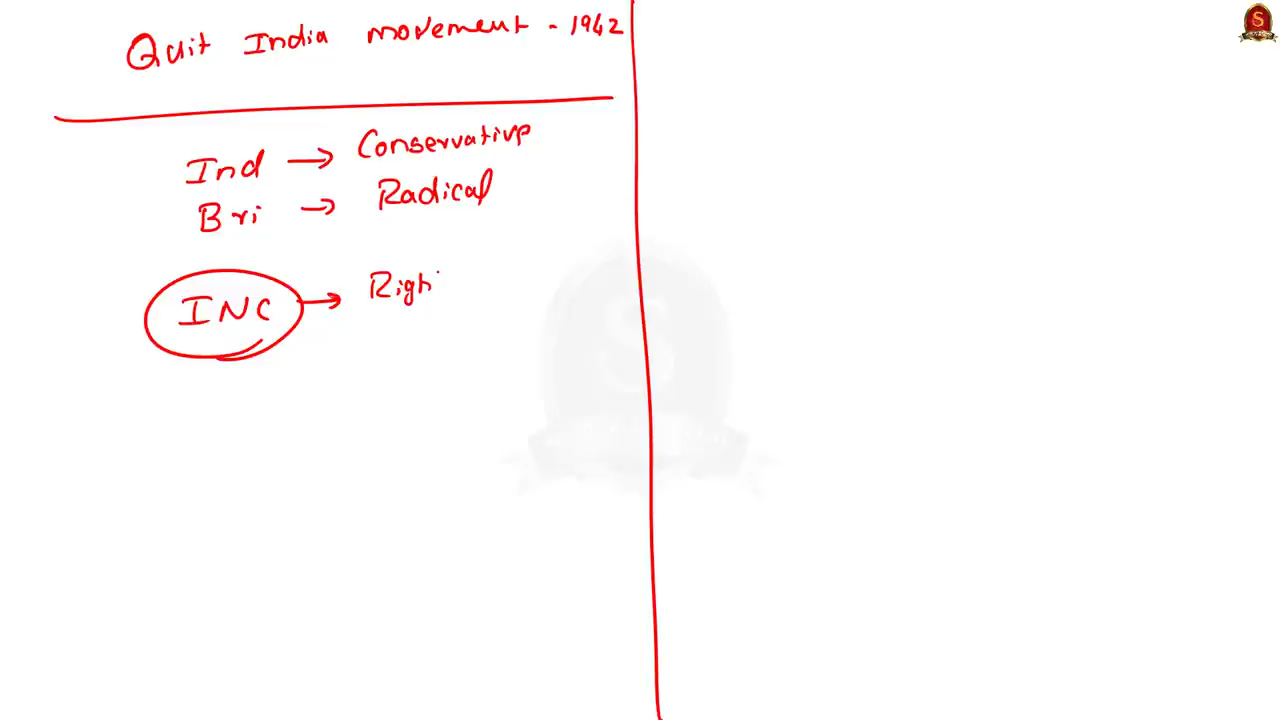 Quit India movement - 1942
Ind → Conservative
Bri → Radical
INC → Righ